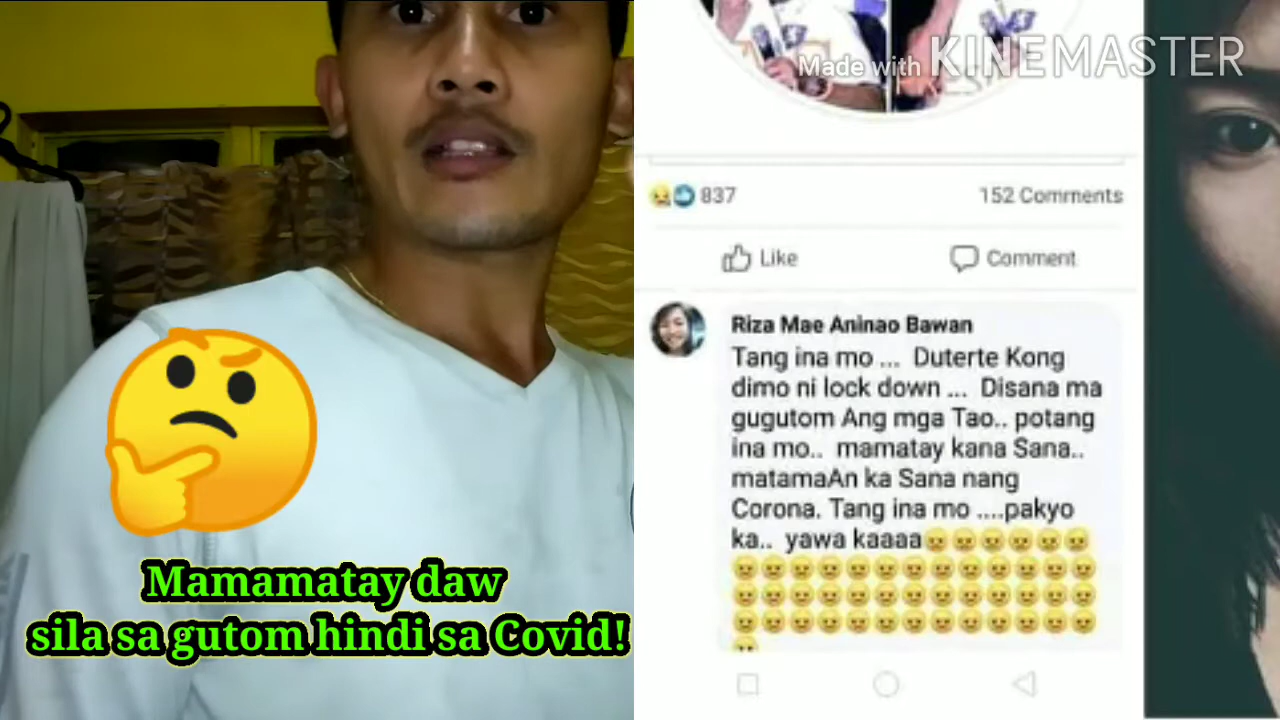 Mamamatay daw
sila sa gutom hindi sa Covid!
Made with KINEMASTER
837
152 Comments
Like
Comment
Riza Mae Aninao Bawan
Tang ina mo ... Duterte Kong
dimo ni lock down ... Disana ma
gugutom Ang mga Tao.. potang
ina mo.. mamatay kana Sana..
matamaAn ka Sana nang
Corona. Tang ina mo ....pakyo
ka.. yawa kaaaa